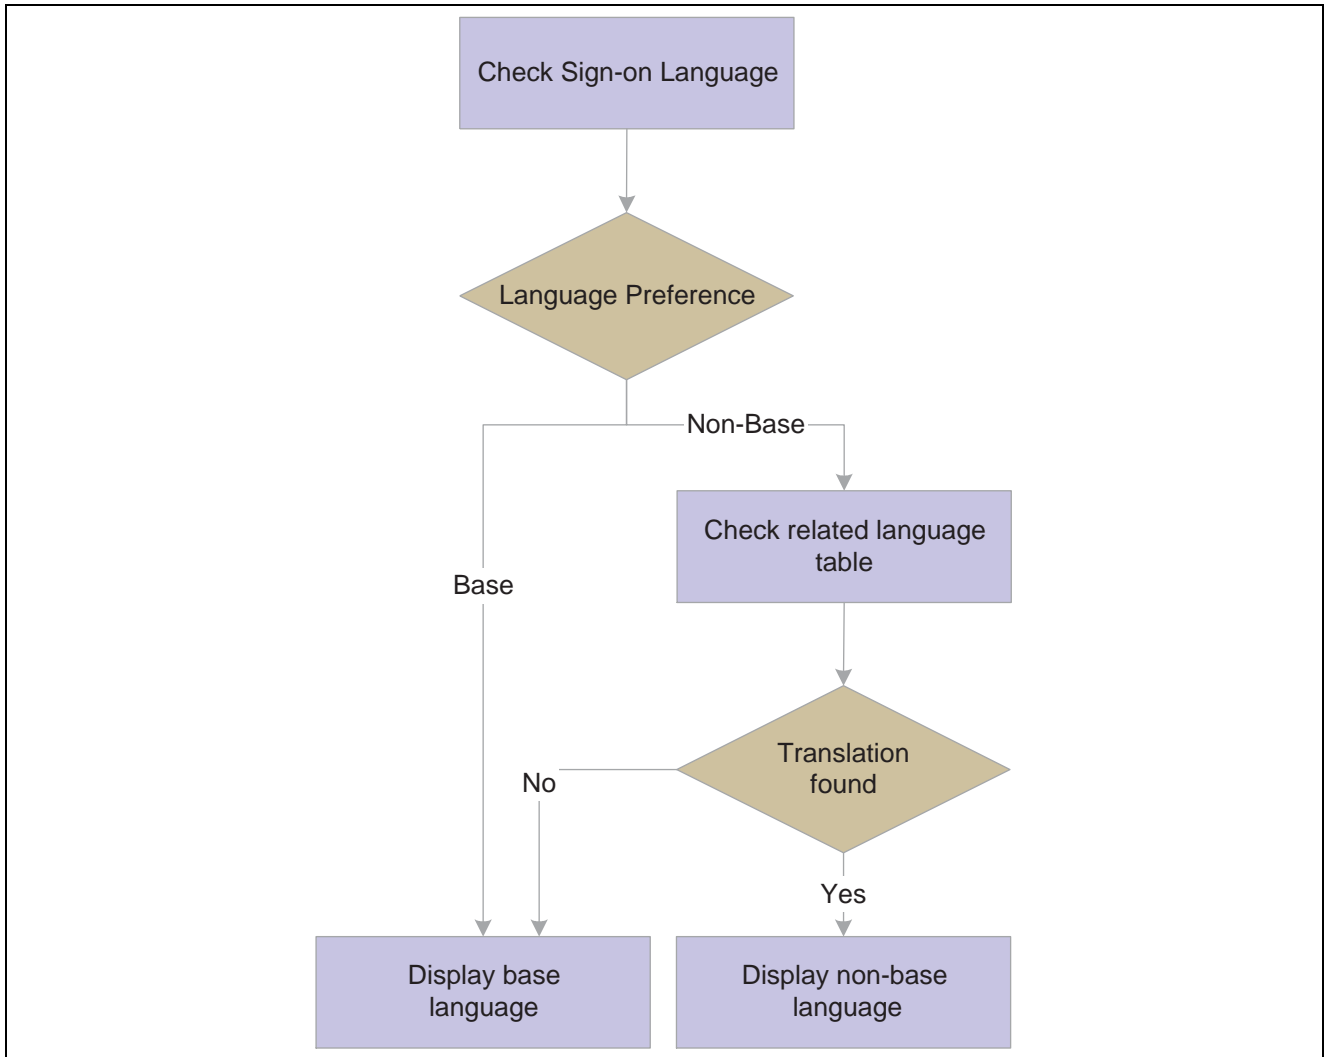 Check Sign-on Language
Language Preference
Non-Base
Check related language
table
Base
Translation
found
No
Yes
Display base
language
Display non-base
language